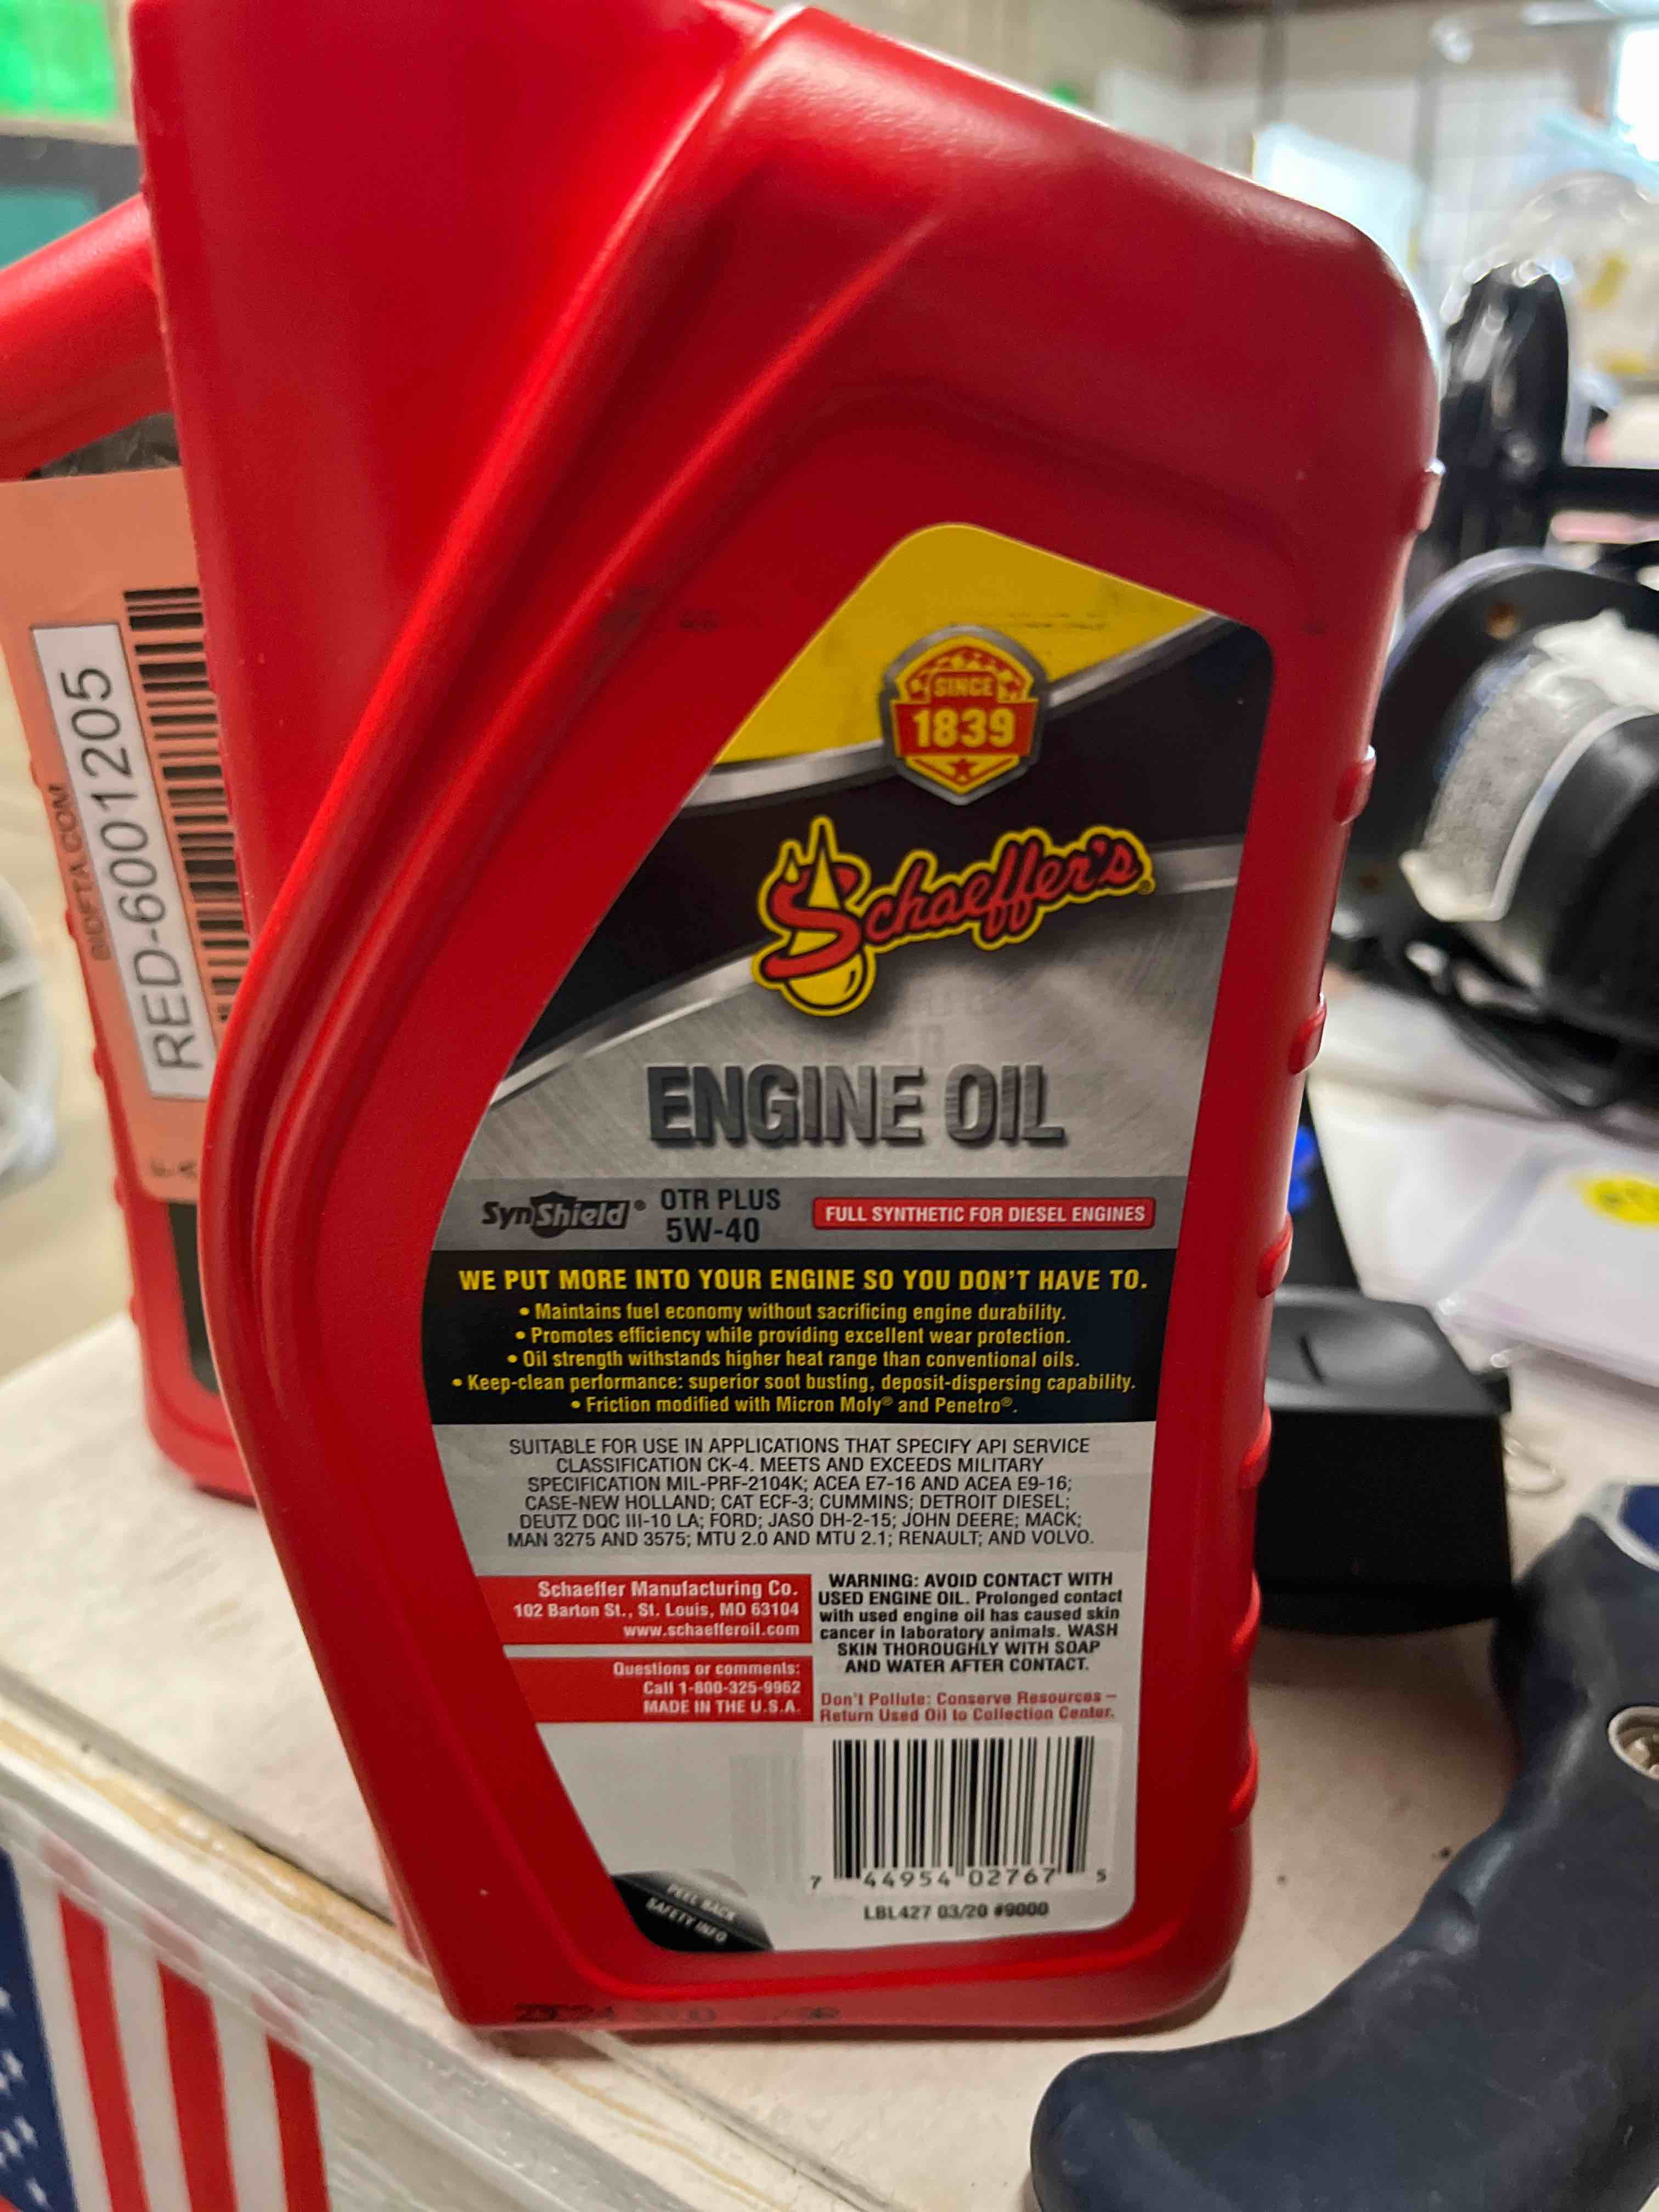 BIDFTA.COM
RED-6001205
SINCE
1839
Schaeffer's®
ENGINE OIL
SynShield® OTR PLUS
5W-40
FULL SYNTHETIC FOR DIESEL ENGINES
WE PUT MORE INTO YOUR ENGINE SO YOU DON'T HAVE TO.
• Maintains fuel economy without sacrificing engine durability.
• Promotes efficiency while providing excellent wear protection.
• Oil strength withstands higher heat range than conventional oils.
• Keep-clean performance: superior soot busting, deposit-dispersing capability.
• Friction modified with Micron Moly® and Penetro®.
SUITABLE FOR USE IN APPLICATIONS THAT SPECIFY API SERVICE
CLASSIFICATION CK-4. MEETS AND EXCEEDS MILITARY
SPECIFICATION MIL-PRF-2104K; ACEA E7-16 AND ACEA E9-16;
CASE-NEW HOLLAND; CAT ECF-3; CUMMINS; DETROIT DIESEL;
DEUTZ DQC III-10 LA; FORD; JASO DH-2-15; JOHN DEERE; MACK;
MAN 3275 AND 3575; MTU 2.0 AND MTU 2.1; RENAULT; AND VOLVO.
Schaeffer Manufacturing Co.
102 Barton St., St. Louis, MO 63104
www.schaefferoil.com
Questions or comments:
Call 1-800-325-9962
MADE IN THE U.S.A.
WARNING: AVOID CONTACT WITH
USED ENGINE OIL. Prolonged contact
with used engine oil has caused skin
cancer in laboratory animals. WASH
SKIN THOROUGHLY WITH SOAP
AND WATER AFTER CONTACT.
Don't Pollute: Conserve Resources –
Return Used Oil to Collection Center.
7 44954 02767 5
LBL427 03/20 #9000
PEEL BACK
SAFETY INFO